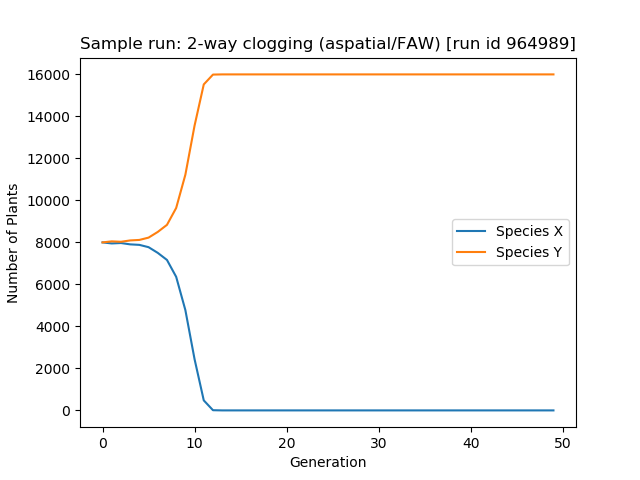 Sample run: 2-way clogging (aspatial/FAW) [run id 964989]
16000
14000
12000
10000
8000
6000
4000
2000
0
Number of Plants
Species X
Species Y
0 10 20 30 40 50
Generation